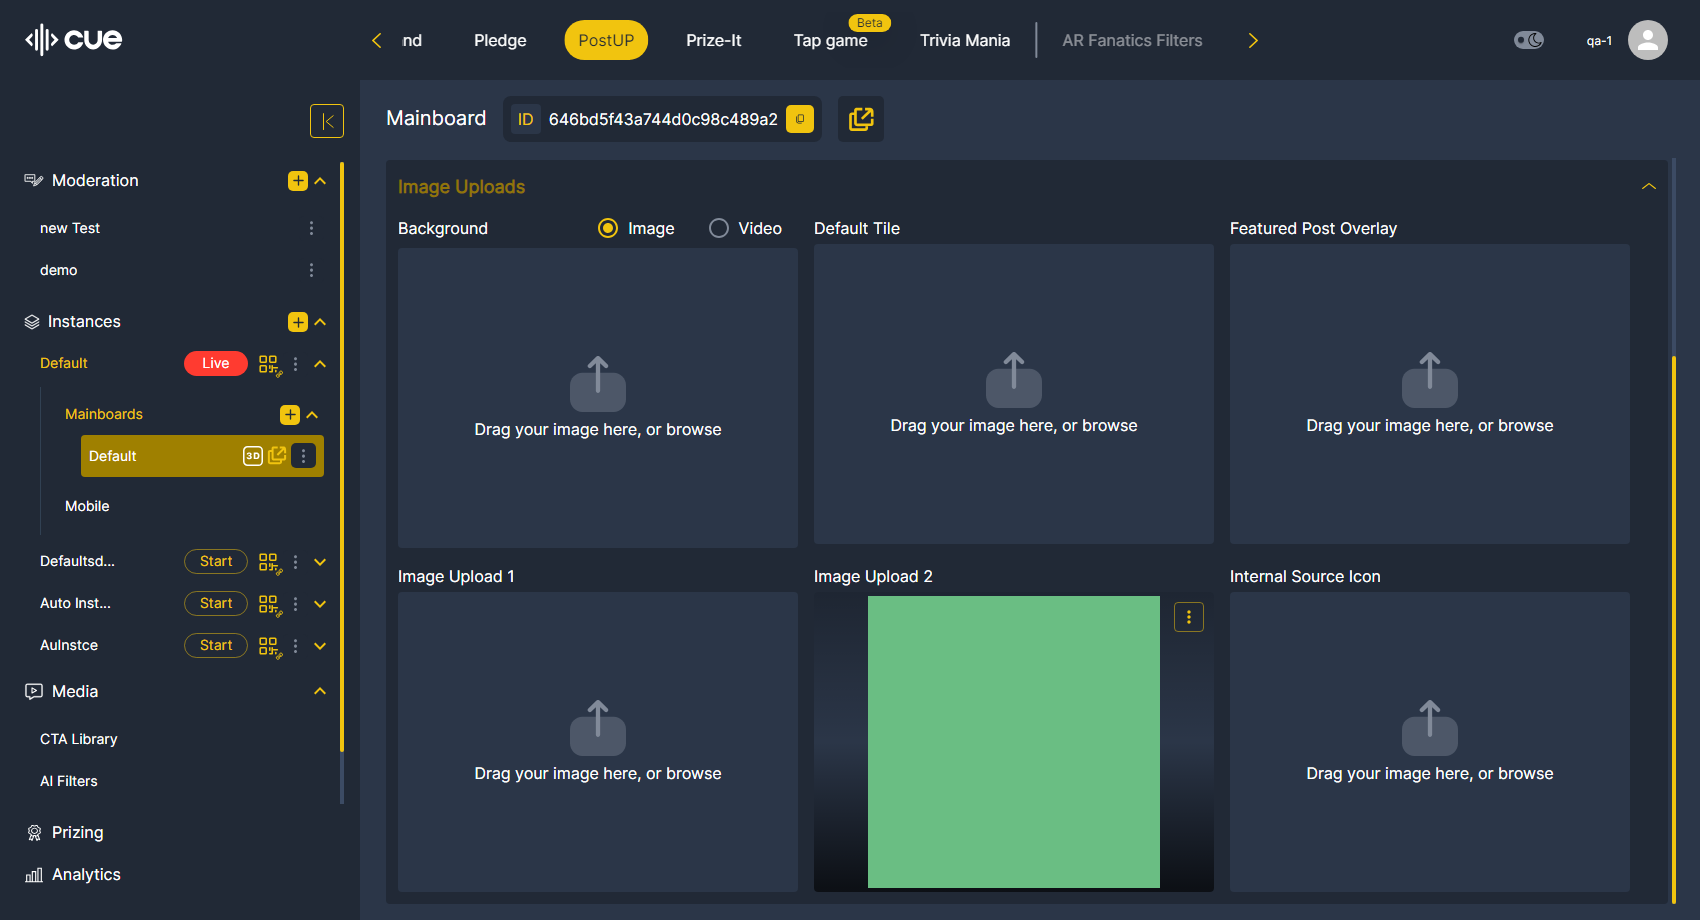 cue
nd
Pledge
PostUP
Prize-It
Tap game
Beta
Trivia Mania
AR Fanatics Filters
qa-1
Mainboard
ID
646bd5f43a744d0c98c489a2
Moderation
new Test
demo
Instances
Default
Live
Mainboards
Default
3D
Mobile
Defaultsd...
Start
Auto Inst...
Start
AuInstce
Start
Media
CTA Library
AI Filters
Prizing
Analytics
Image Uploads
Background
Image
Video
Default Tile
Featured Post Overlay
Drag your image here, or browse
Drag your image here, or browse
Drag your image here, or browse
Image Upload 1
Image Upload 2
Internal Source Icon
Drag your image here, or browse
Drag your image here, or browse